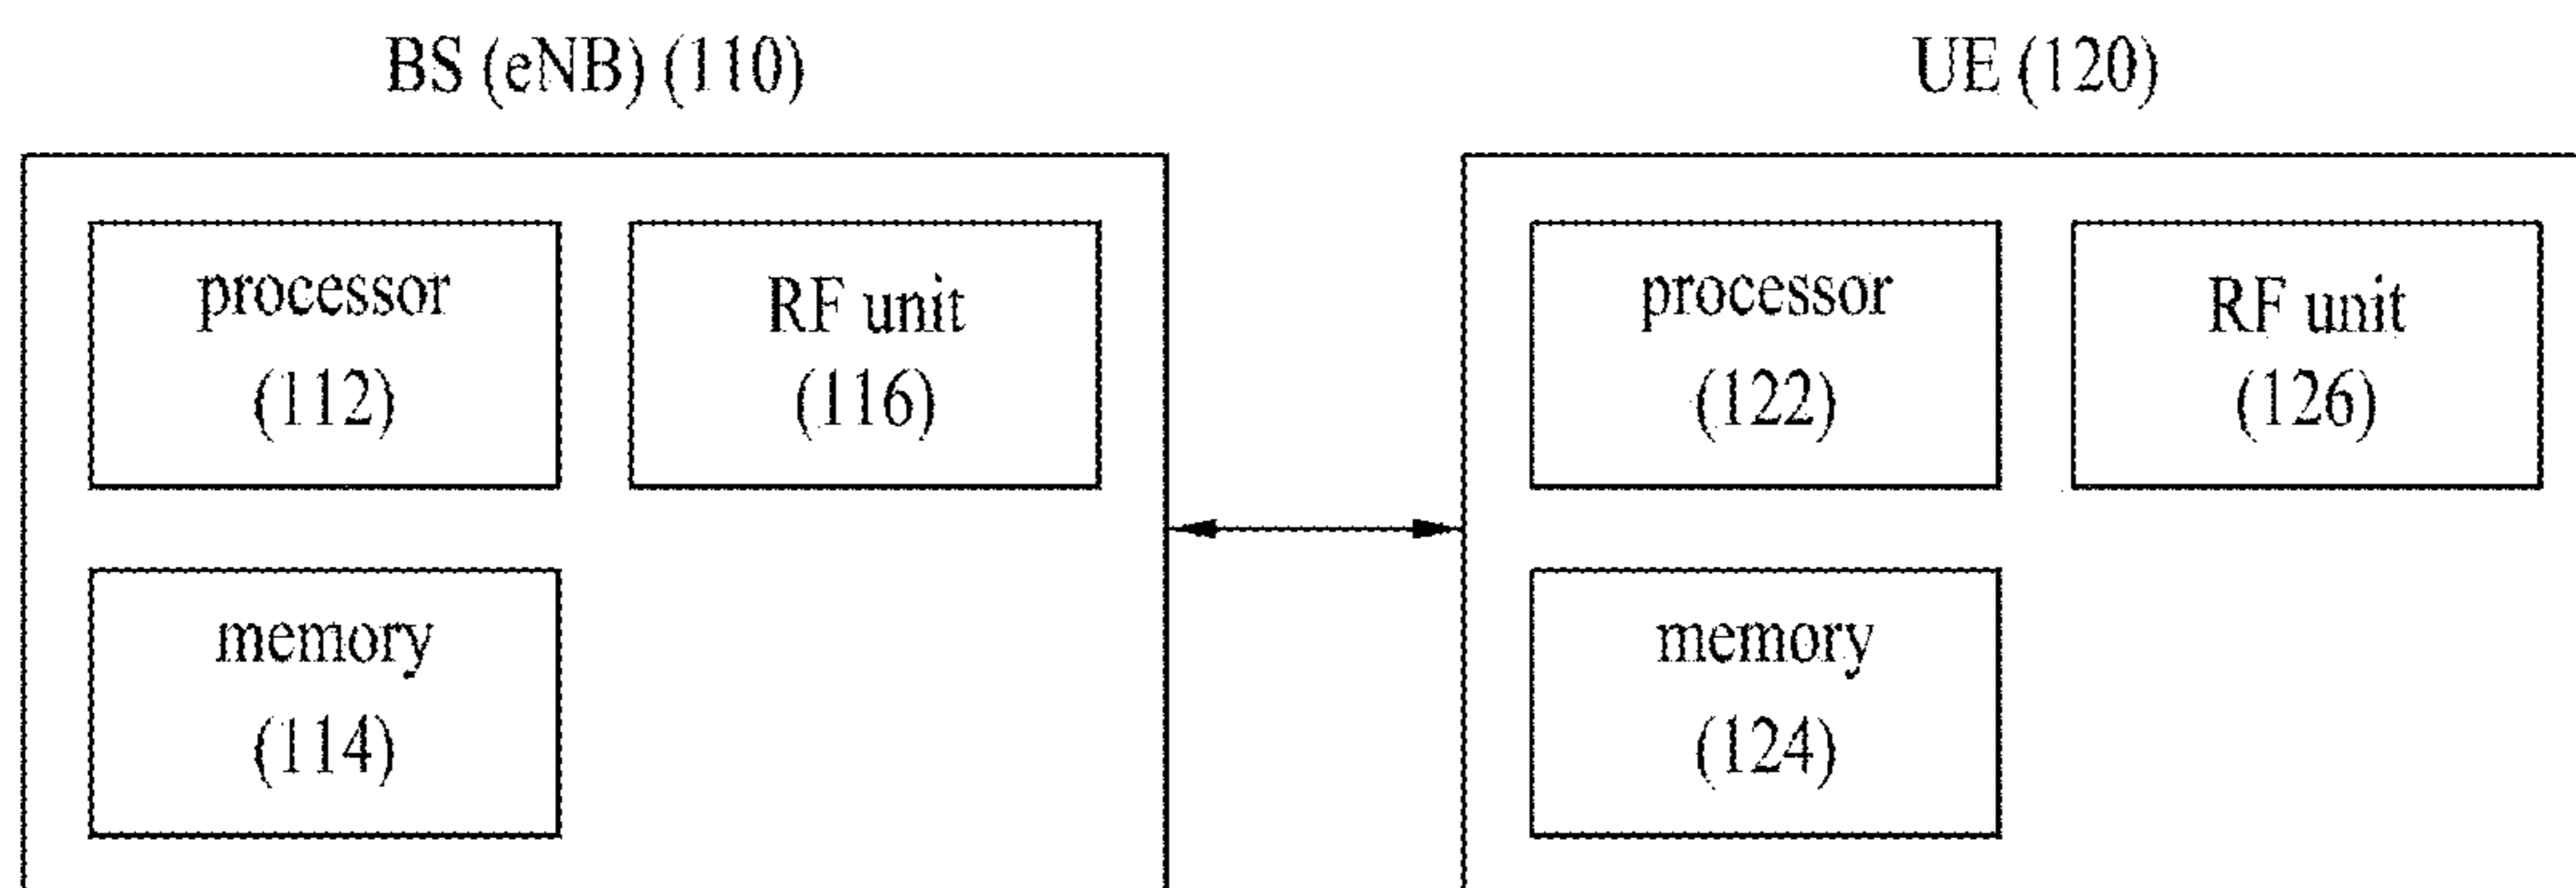 BS (eNB) (110)
processor
(112)
RF unit
(116)
memory
(114)
UE (120)
processor
(122)
RF unit
(126)
memory
(124)